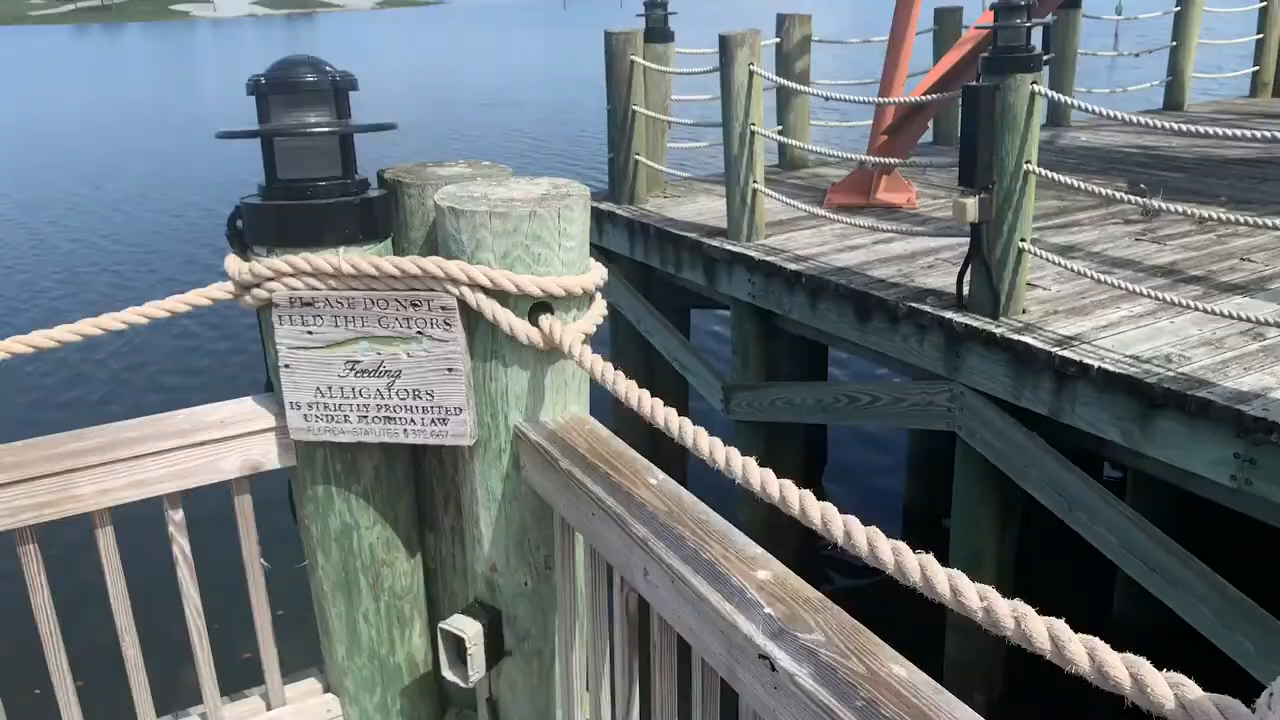 PLEASE DO NOT
FEED THE GATORS
Feeding
ALLIGATORS
IS STRICTLY PROHIBITED
UNDER FLORIDA LAW
FLORIDA STATUTES § 372.667